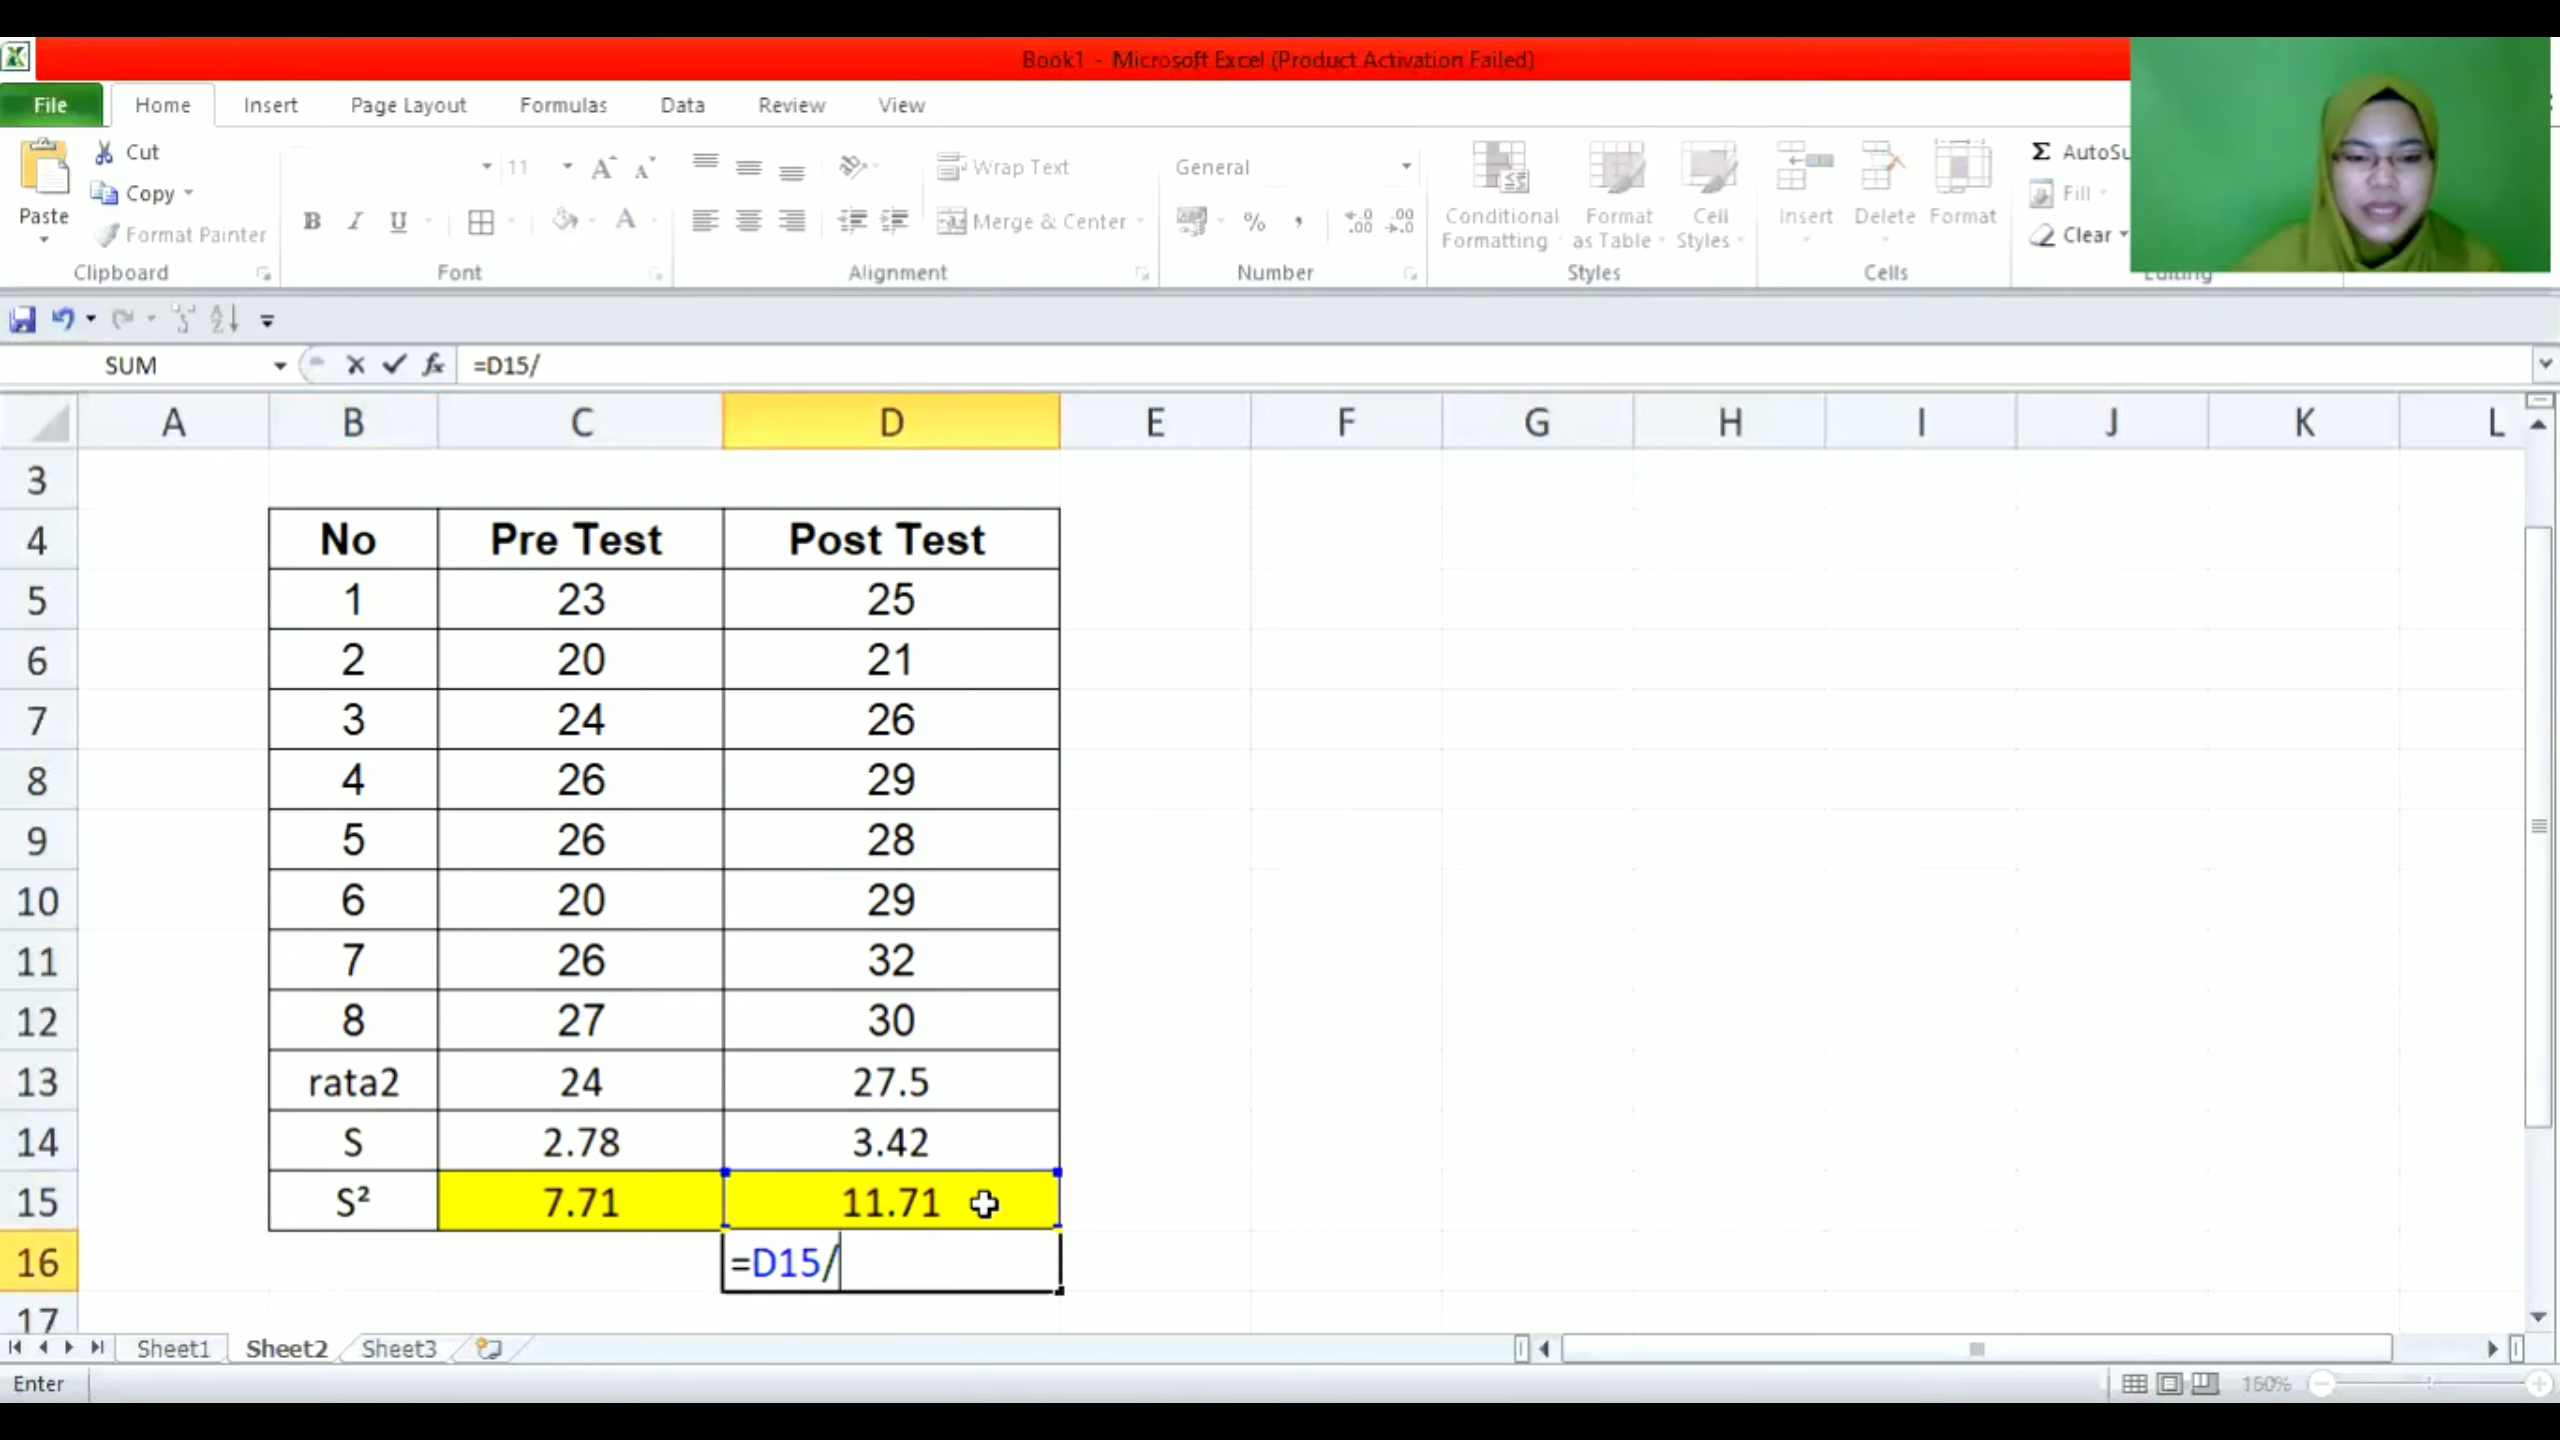 Book1 - Microsoft Excel (Product Activation Failed)
File Home Insert Page Layout Formulas Data Review View
Paste
Cut
Copy
Format Painter
Clipboard
11
B I U
A
Font
Wrap Text
Merge & Center
Alignment
General
% ,
Number
Conditional Formatting
Format as Table
Cell Styles
Styles
Insert Delete Format
Cells
Σ AutoSu
Fill
Clear
Editing
SUM fx =D15/
A B C D E F G H I J K L
3
4 No Pre Test Post Test
5 1 23 25
6 2 20 21
7 3 24 26
8 4 26 29
9 5 26 28
10 6 20 29
11 7 26 32
12 8 27 30
13 rata2 24 27.5
14 S 2.78 3.42
15 S² 7.71 11.71
16 =D15/
17
Sheet1 Sheet2 Sheet3
Enter 160%